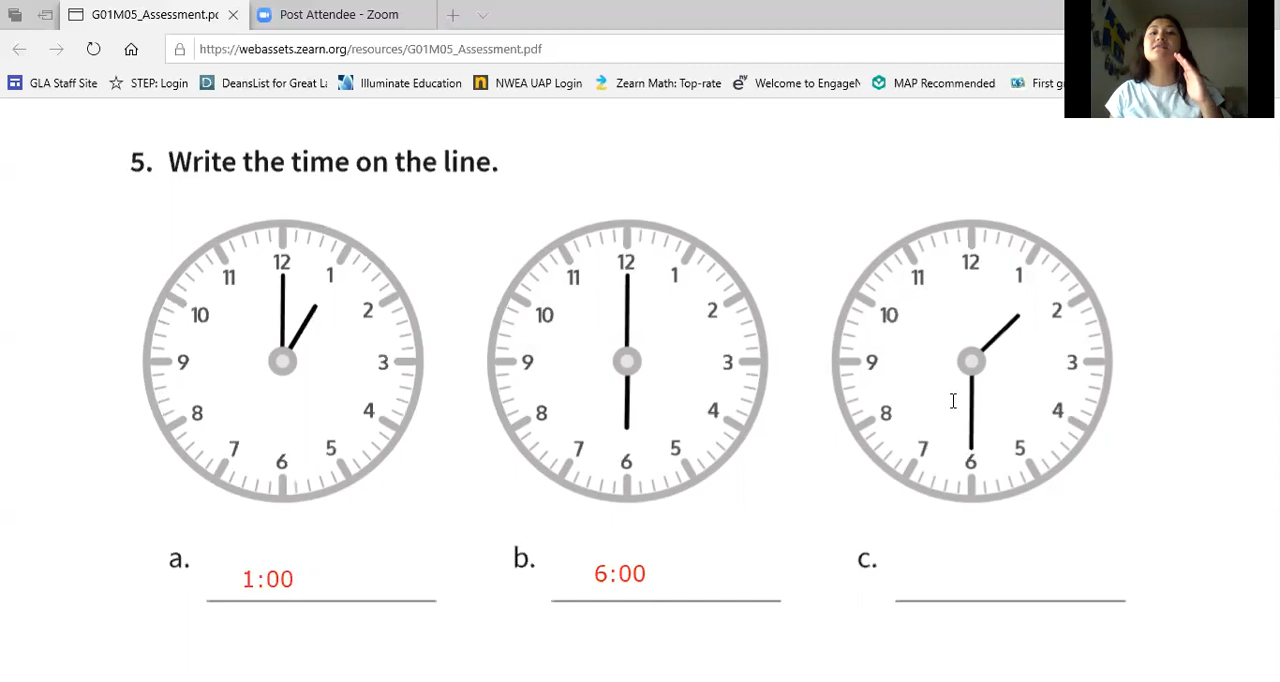 G01M05_Assessment.pc
Post Attendee - Zoom
https://webassets.zearn.org/resources/G01M05_Assessment.pdf
GLA Staff Site STEP: Login DeansList for Great La Illuminate Education NWEA UAP Login Zearn Math: Top-rate Welcome to EngageN MAP Recommended First g
5. Write the time on the line.
12 1 2 3 4 5 6 7 8 9 10 11
12 1 2 3 4 5 6 7 8 9 10 11
12 1 2 3 4 5 6 7 8 9 10 11
a. 1:00 b. 6:00 c.